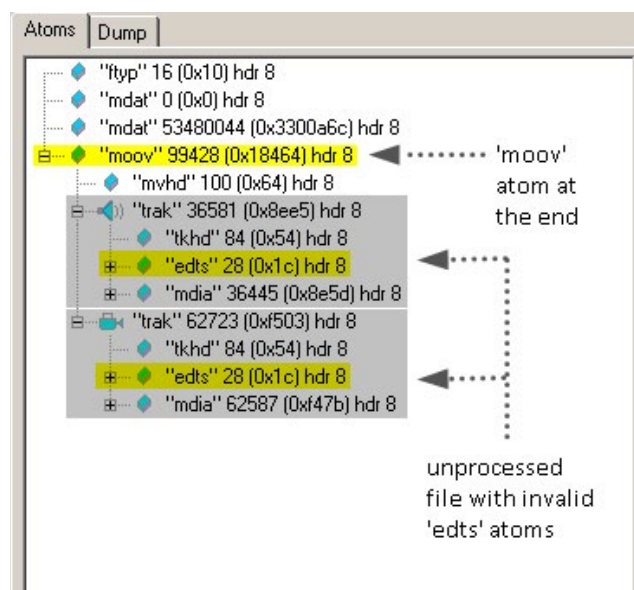 Atoms Dump
"ftyp" 16 (0x10) hdr 8
"mdat" 0 (0x0) hdr 8
"mdat" 53480044 (0x3300a6c) hdr 8
"moov" 99428 (0x18464) hdr 8
"mvhd" 100 (0x64) hdr 8
"trak" 36581 (0x8ee5) hdr 8
"tkhd" 84 (0x54) hdr 8
"edts" 28 (0x1c) hdr 8
"mdia" 36445 (0x8e5d) hdr 8
"trak" 62723 (0xf503) hdr 8
"tkhd" 84 (0x54) hdr 8
"edts" 28 (0x1c) hdr 8
"mdia" 62587 (0xf47b) hdr 8
'moov'
atom at
the end
unprocessed
file with invalid
'edts' atoms